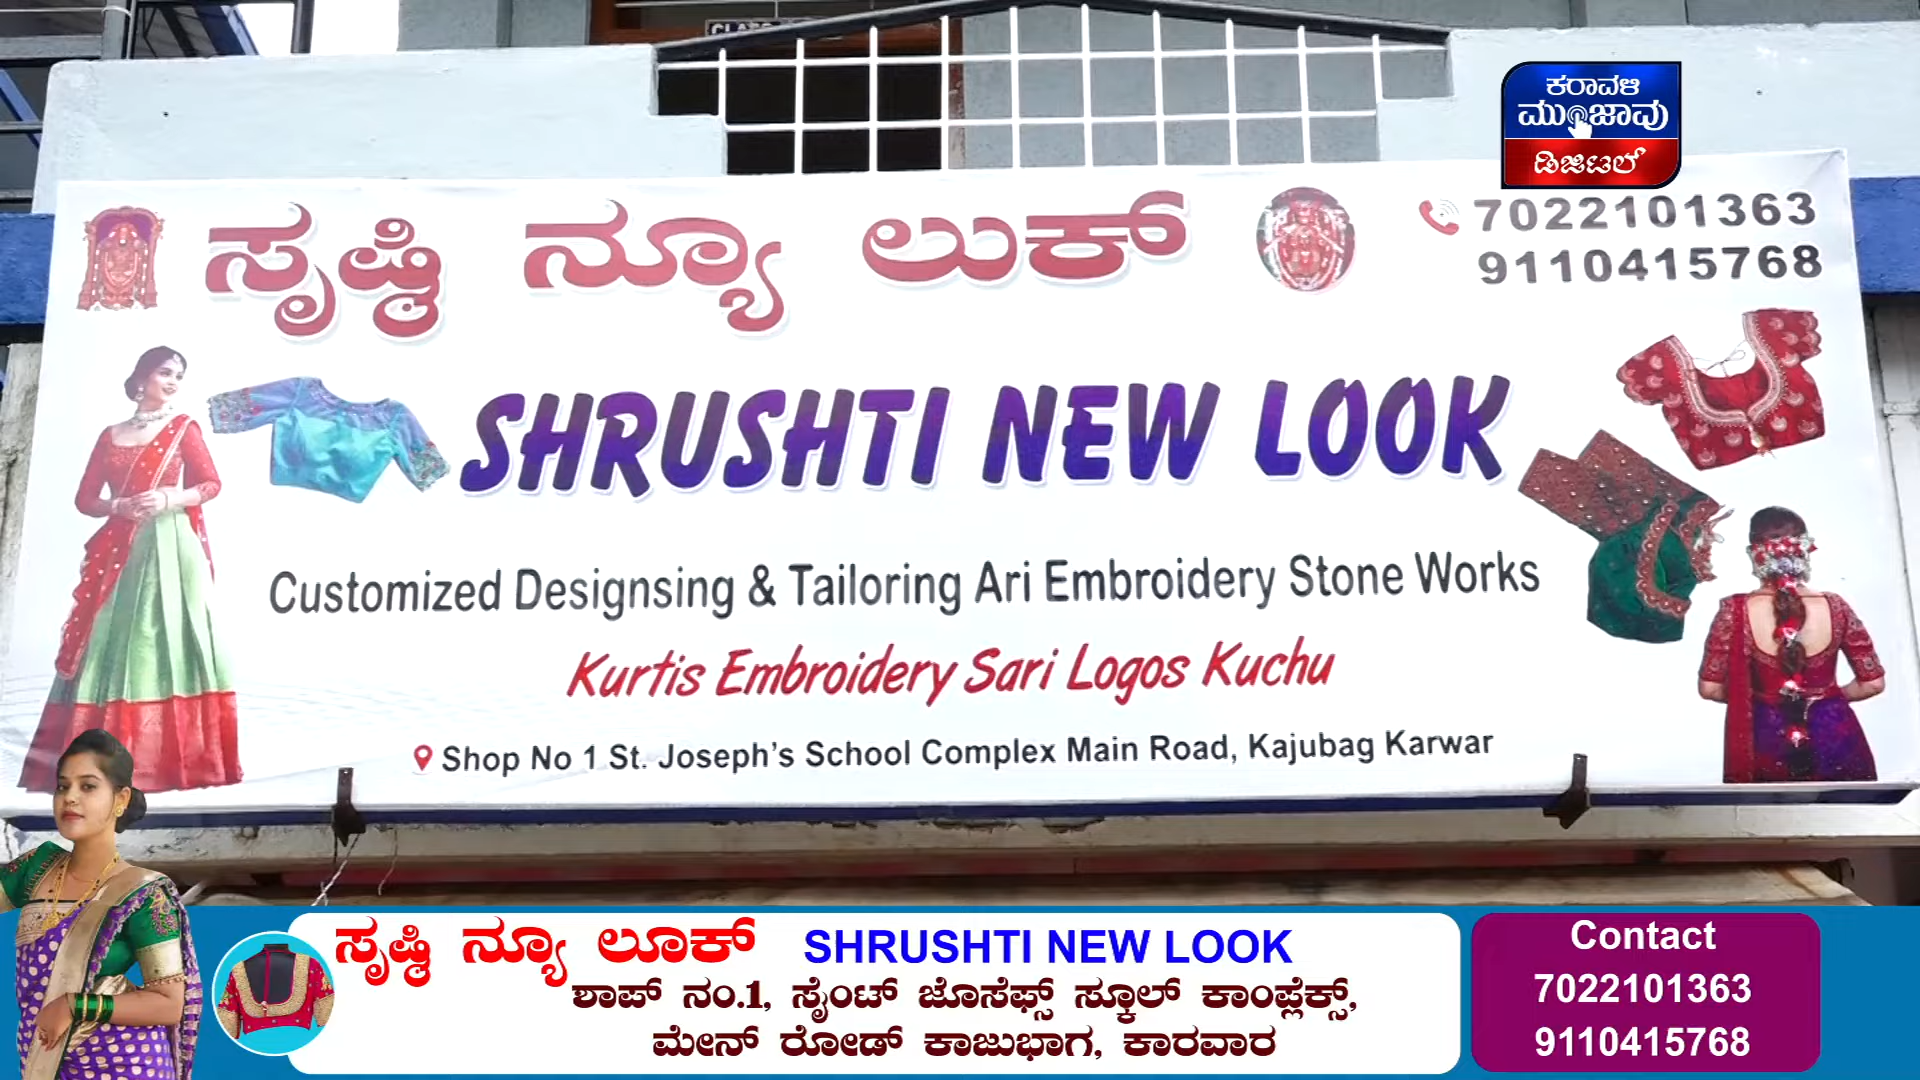 ಕರಾವಳಿ
ಮುಂಜಾವು
ಡಿಜಿಟಲ್
ಸೃಷ್ಠಿ ನ್ಯೂ ಲುಕ್
7022101363
9110415768
SHRUSHTI NEW LOOK
Customized Designsing & Tailoring Ari Embroidery Stone Works
Kurtis Embroidery Sari Logos Kuchu
Shop No 1 St. Joseph's School Complex Main Road, Kajubag Karwar
ಸೃಷ್ಠಿ ನ್ಯೂ ಲೂಕ್ SHRUSHTI NEW LOOK
ಶಾಪ್ ನಂ.1, ಸೈಂಟ್ ಜೊಸೆಫ್ಸ್ ಸ್ಕೂಲ್ ಕಾಂಪ್ಲೆಕ್ಸ್,
ಮೇನ್ ರೋಡ್ ಕಾಜುಭಾಗ, ಕಾರವಾರ
Contact
7022101363
9110415768